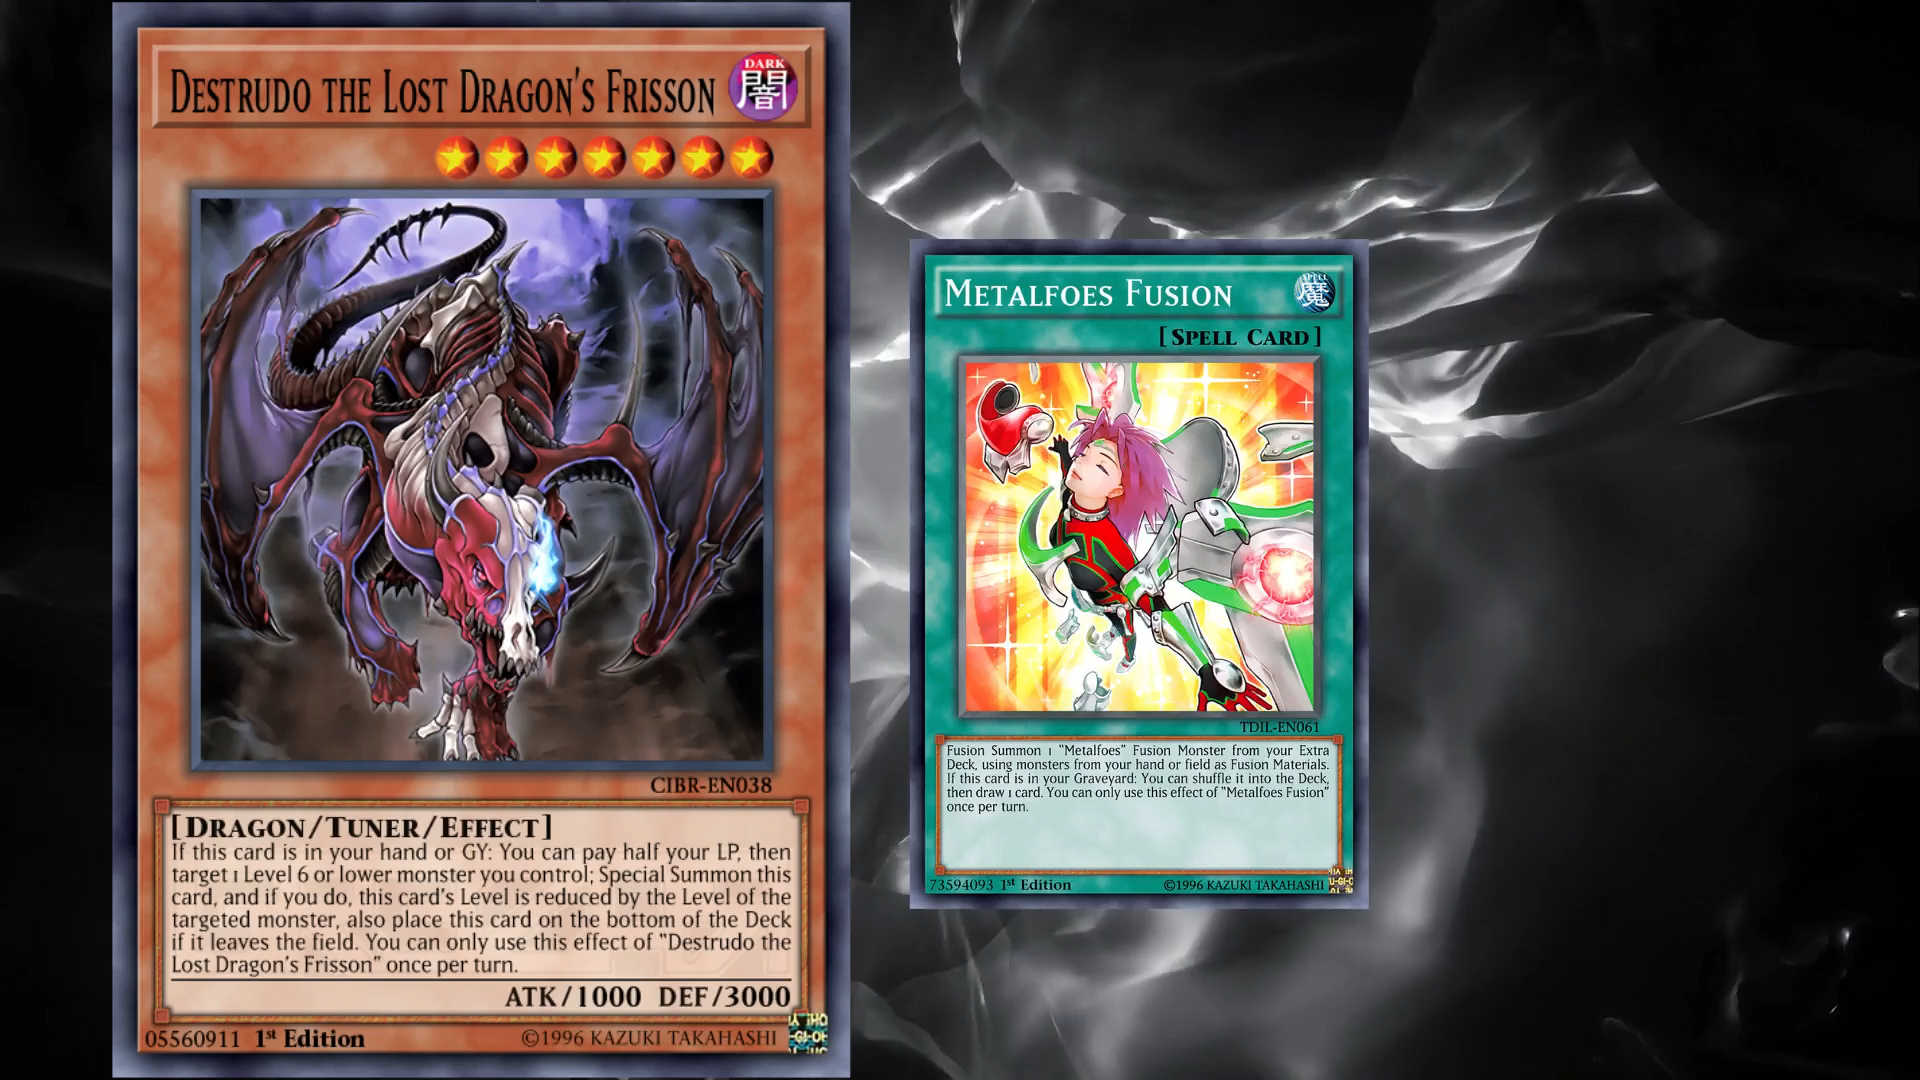 DESTRUDO THE LOST DRAGON'S FRISSON
DARK
闇
CIBR-EN038
[DRAGON/TUNER/EFFECT]
If this card is in your hand or GY: You can pay half your LP, then
target 1 Level 6 or lower monster you control; Special Summon this
card, and if you do, this card's Level is reduced by the Level of the
targeted monster, also place this card on the bottom of the Deck
if it leaves the field. You can only use this effect of "Destrudo the
Lost Dragon's Frisson" once per turn.
ATK/1000 DEF/3000
05560911 1st Edition
©1996 KAZUKI TAKAHASHI
METALFOES FUSION
SPELL
魔
[SPELL CARD]
TDIL-EN061
Fusion Summon 1 "Metalfoes" Fusion Monster from your Extra
Deck, using monsters from your hand or field as Fusion Materials.
If this card is in your Graveyard: You can shuffle it into the Deck,
then draw 1 card. You can only use this effect of "Metalfoes Fusion"
once per turn.
73594093 1st Edition
©1996 KAZUKI TAKAHASHI